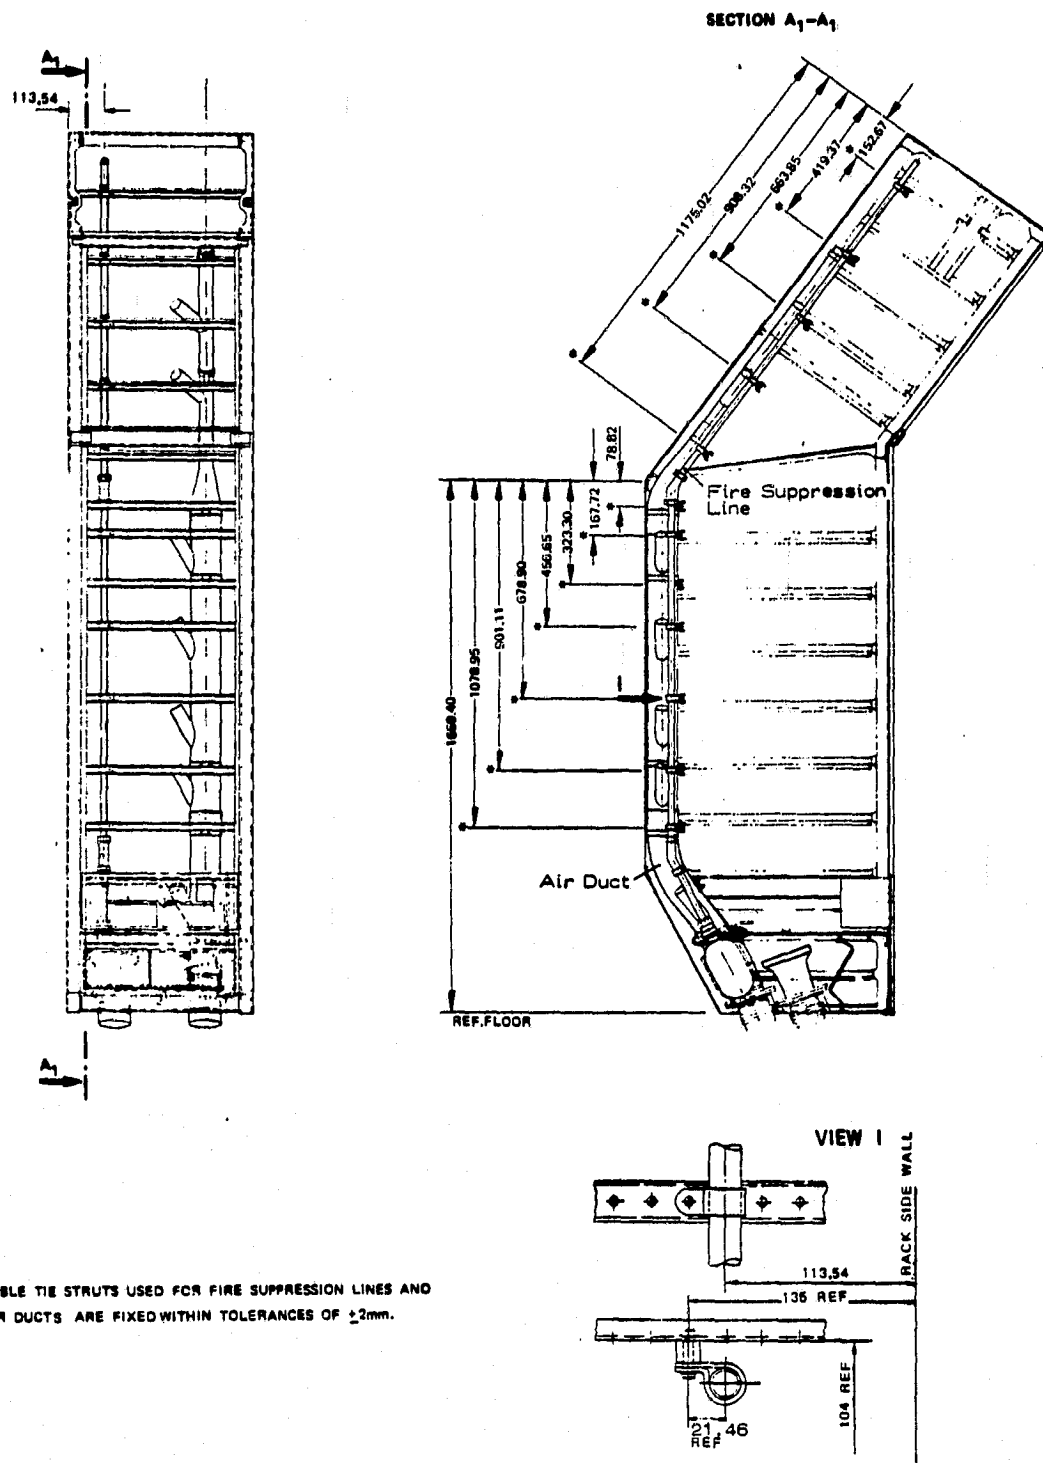 SECTION A1-A1
A1
113,54
1175.02
908.32
663.85
419.37
152.67
78.82
167.72
323.30
456.65
678.90
901.11
1078.95
1668.40
Fire Suppression
Line
Air Duct
REF.FLOOR
A1
VIEW I
RACK SIDE WALL
113,54
135 REF
104 REF
21.46
REF
BLE TIE STRUTS USED FOR FIRE SUPPRESSION LINES AND
R DUCTS ARE FIXED WITHIN TOLERANCES OF ±2mm.